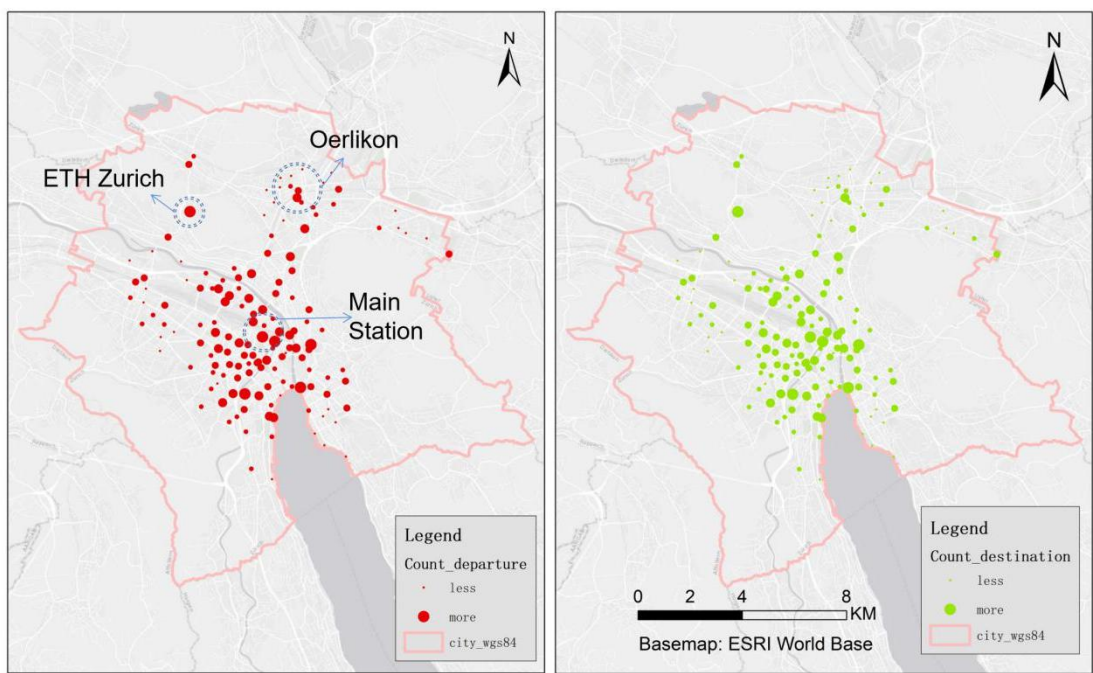 N
Oerlikon
ETH Zurich
Main
Station
Legend
Count_departure
less
more
city_wgs84
N
0 2 4 8
KM
Basemap: ESRI World Base
Legend
Count_destination
less
more
city_wgs84